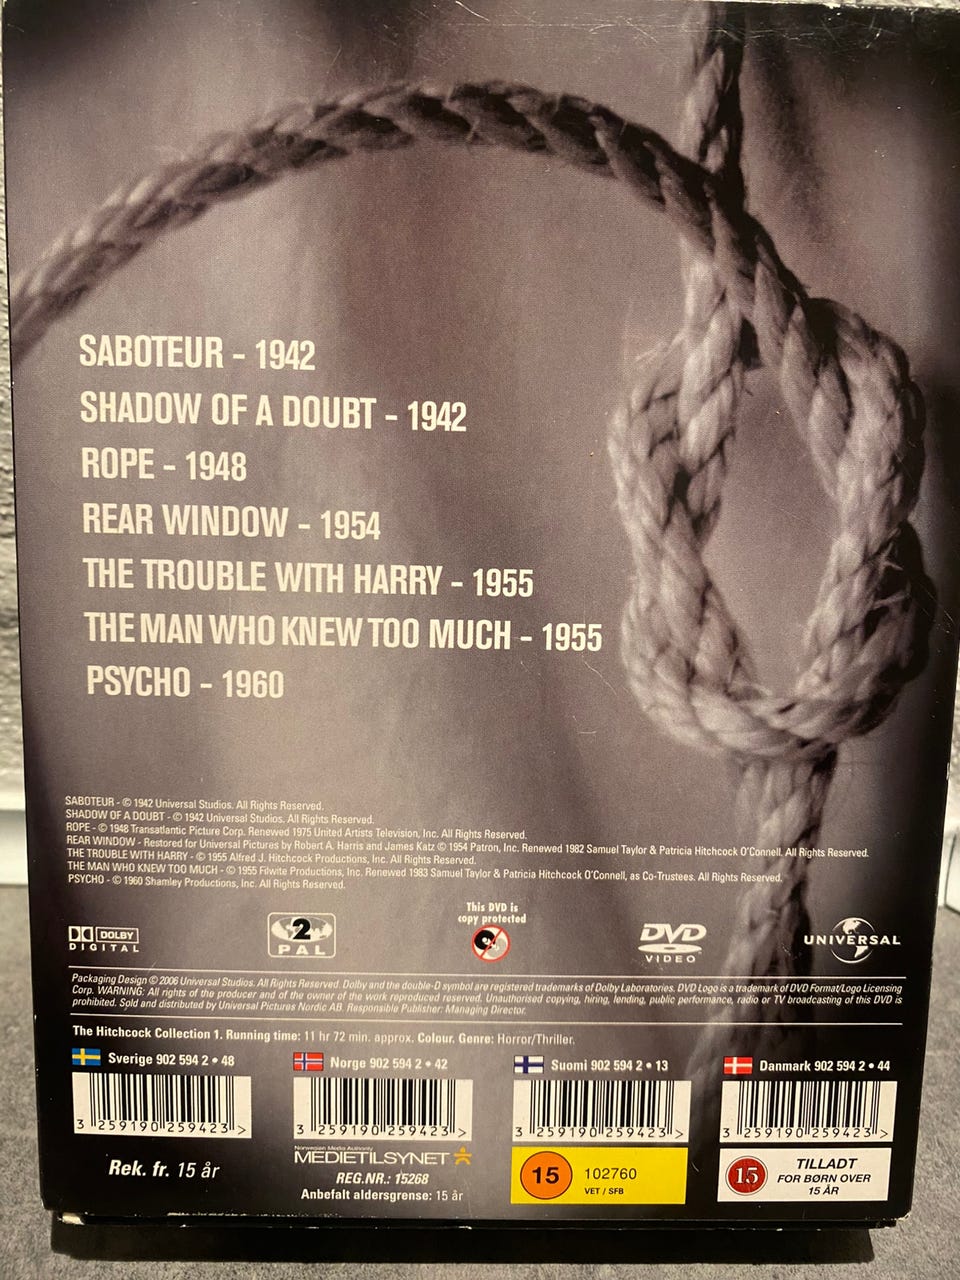 SABOTEUR - 1942
SHADOW OF A DOUBT - 1942
ROPE - 1948
REAR WINDOW - 1954
THE TROUBLE WITH HARRY - 1955
THE MAN WHO KNEW TOO MUCH - 1955
PSYCHO - 1960
SABOTEUR - © 1942 Universal Studios. All Rights Reserved.
SHADOW OF A DOUBT - © 1942 Universal Studios. All Rights Reserved.
ROPE - © 1948 Transatlantic Picture Corp. Renewed 1975 United Artists Television, Inc. All Rights Reserved.
REAR WINDOW - Restored for Universal Pictures by Robert A. Harris and James Katz © 1954 Patron, Inc. Renewed 1982 Samuel Taylor & Patricia Hitchcock O'Connell. All Rights Reserved.
THE TROUBLE WITH HARRY - © 1955 Alfred J. Hitchcock Productions, Inc. All Rights Reserved.
THE MAN WHO KNEW TOO MUCH - © 1955 Filwite Productions, Inc. Renewed 1983 Samuel Taylor & Patricia Hitchcock O'Connell, as Co-Trustees. All Rights Reserved.
PSYCHO - © 1960 Shamley Productions, Inc. All Rights Reserved.
DOLBY
DIGITAL
2
PAL
This DVD is
copy protected
DVD
VIDEO
UNIVERSAL
Packaging Design © 2006 Universal Studios. All Rights Reserved. Dolby and the double-D symbol are registered trademarks of Dolby Laboratories. DVD Logo is a trademark of DVD Format/Logo Licensing
Corp. WARNING: All rights of the producer and of the owner of the work reproduced reserved. Unauthorised copying, hiring, lending, public performance, radio or TV broadcasting of this DVD is
prohibited. Sold and distributed by Universal Pictures Nordic AB. Responsible Publisher: Managing Director.
The Hitchcock Collection 1. Running time: 11 hr 72 min. approx. Colour. Genre: Horror/Thriller.
Sverige 902 594 2 • 48
Norge 902 594 2 • 42
Suomi 902 594 2 • 13
Danmark 902 594 2 • 44
3 259190 259423 >
3 259190 259423 >
3 259190 259423 >
3 259190 259423 >
Rek. fr. 15 år
Norwegian Media Authority
MEDIETILSYNET
REG.NR.: 15268
Anbefalt aldersgrense: 15 år
15
102760
VET / SFB
15
TILLADT
FOR BØRN OVER
15 ÅR